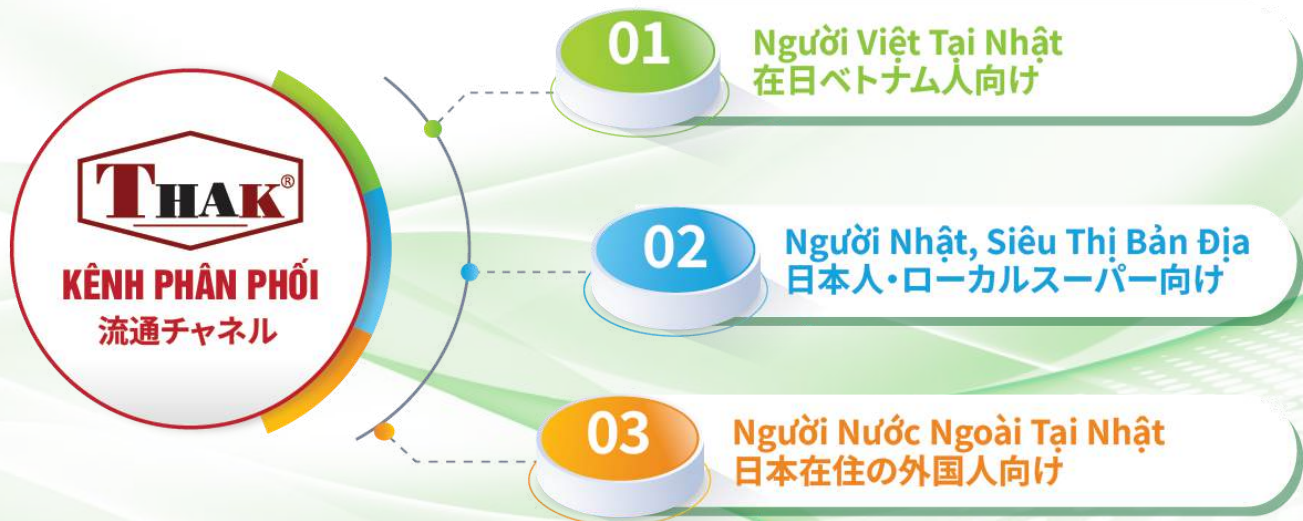 THAK®
KÊNH PHÂN PHỐI
流通チャネル
01
Người Việt Tại Nhật
在日ベトナム人向け
02
Người Nhật, Siêu Thị Bản Địa
日本人・ローカルスーパー向け
03
Người Nước Ngoài Tại Nhật
日本在住の外国人向け